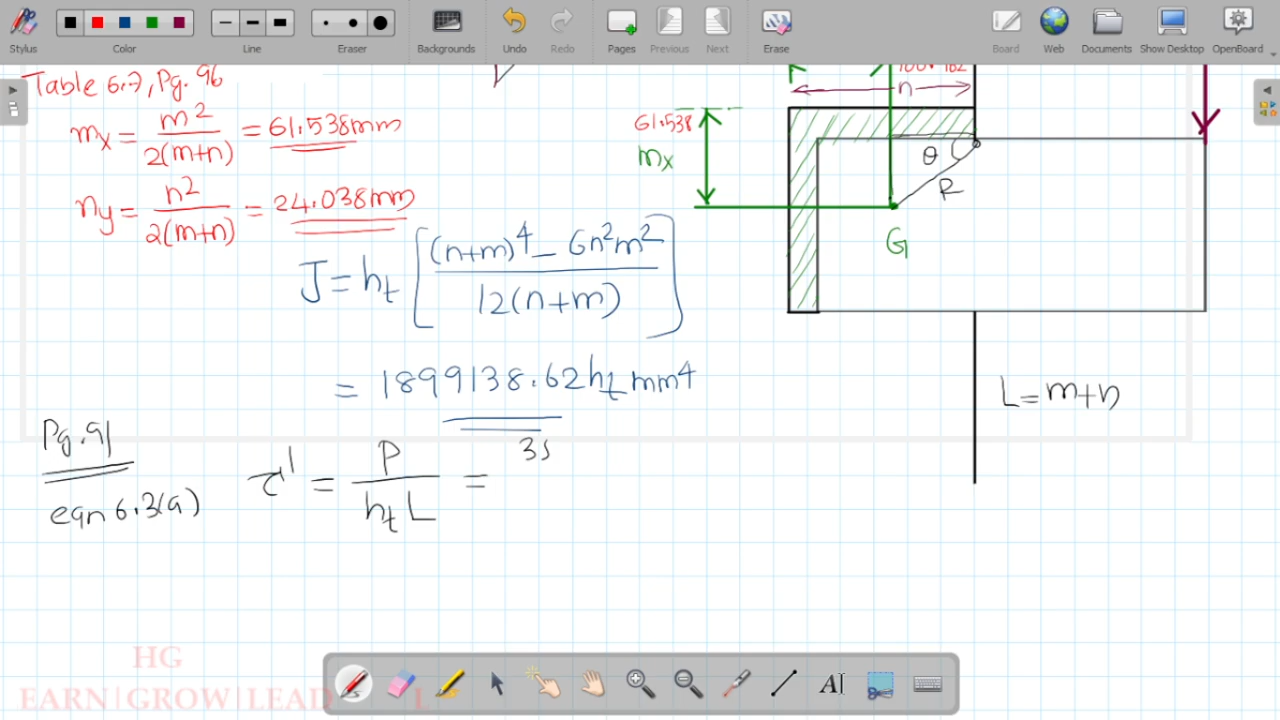 Stylus Color Line Eraser Backgrounds Undo Redo Pages Previous Next Erase Board Web Documents Show Desktop OpenBoard
Table 6.7, Pg. 96
mx = m² / 2(m+n) = 61.538mm
ny = n² / 2(m+n) = 24.038mm
J = ht [ (n+m)⁴ - 6n²m² / 12(n+m) ]
= 1899138.62 ht mm⁴
Pg. 91
eqn 6.3(a)
τ' = P / ht L = 35
n
61.538
mx
θ
R
G
L = m+n
HG
EARN|GROW|LEAD